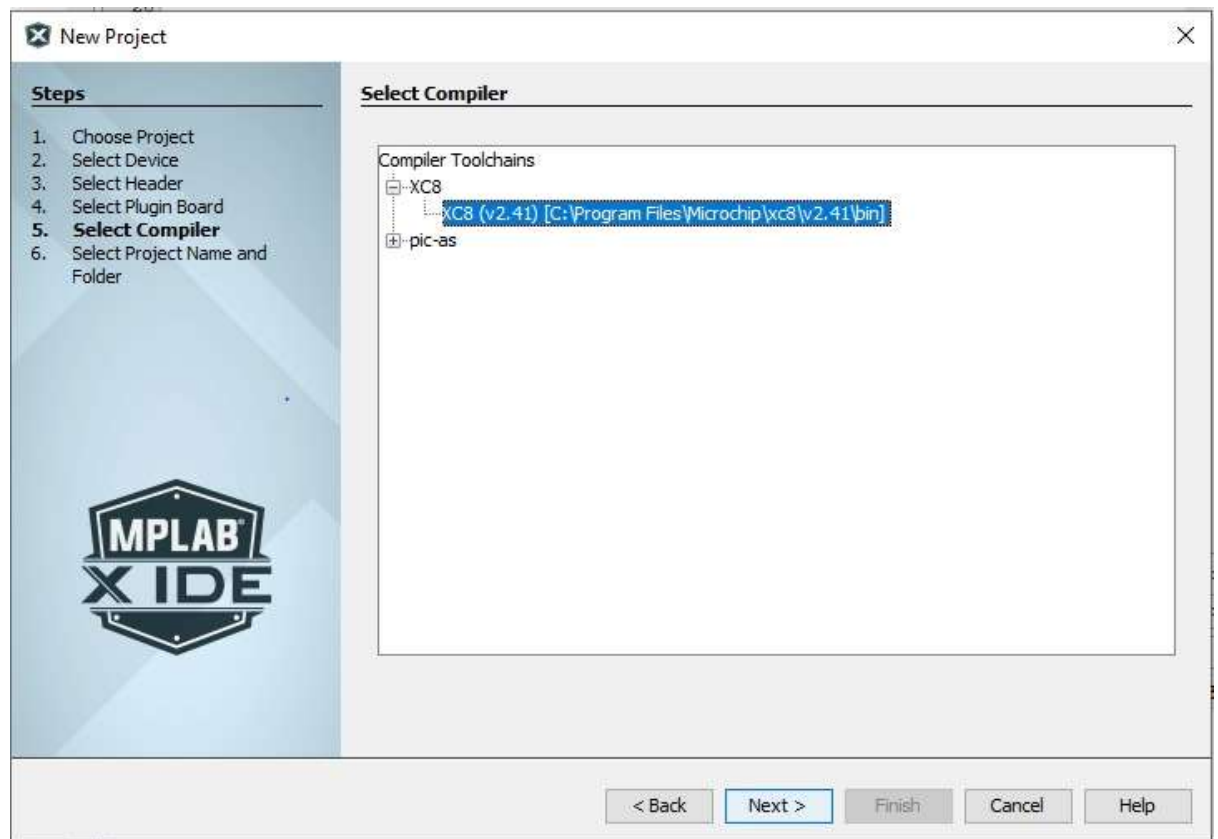 New Project
Steps
1. Choose Project
2. Select Device
3. Select Header
4. Select Plugin Board
5. Select Compiler
6. Select Project Name and
Folder
MPLAB®
X IDE
Select Compiler
Compiler Toolchains
XC8
XC8 (v2.41) [C:\Program Files\Microchip\xc8\v2.41\bin]
pic-as
< Back
Next >
Finish
Cancel
Help